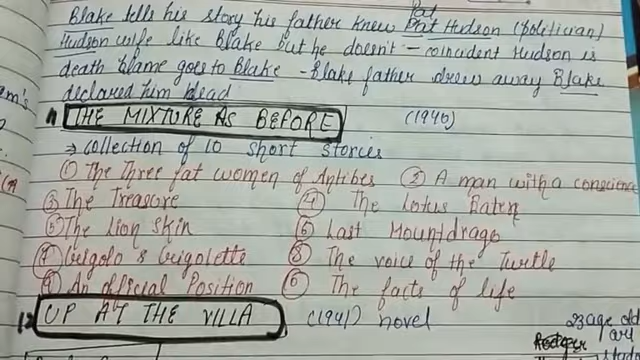 Blake tells his story his father knew Pat Hudson (politician)
Hudson wife like Blake but he doesn't - coincident Hudson is
death blame goes to Blake - Blake father drew away Blake
declared him dead
THE MIXTURE AS BEFORE (1940)
⇒ collection of 10 short stories
① The Three fat women of Antibes ② A man with a conscience
③ The Treasure ④ The Lotus Eater
⑤ The Lion Skin ⑥ Last Mountdrago
⑦ Gigolo & Gigolette ⑧ The voice of the Turtle
⑨ An official Position The facts of life
UP AT THE VILLA (1941) novel 23 age old